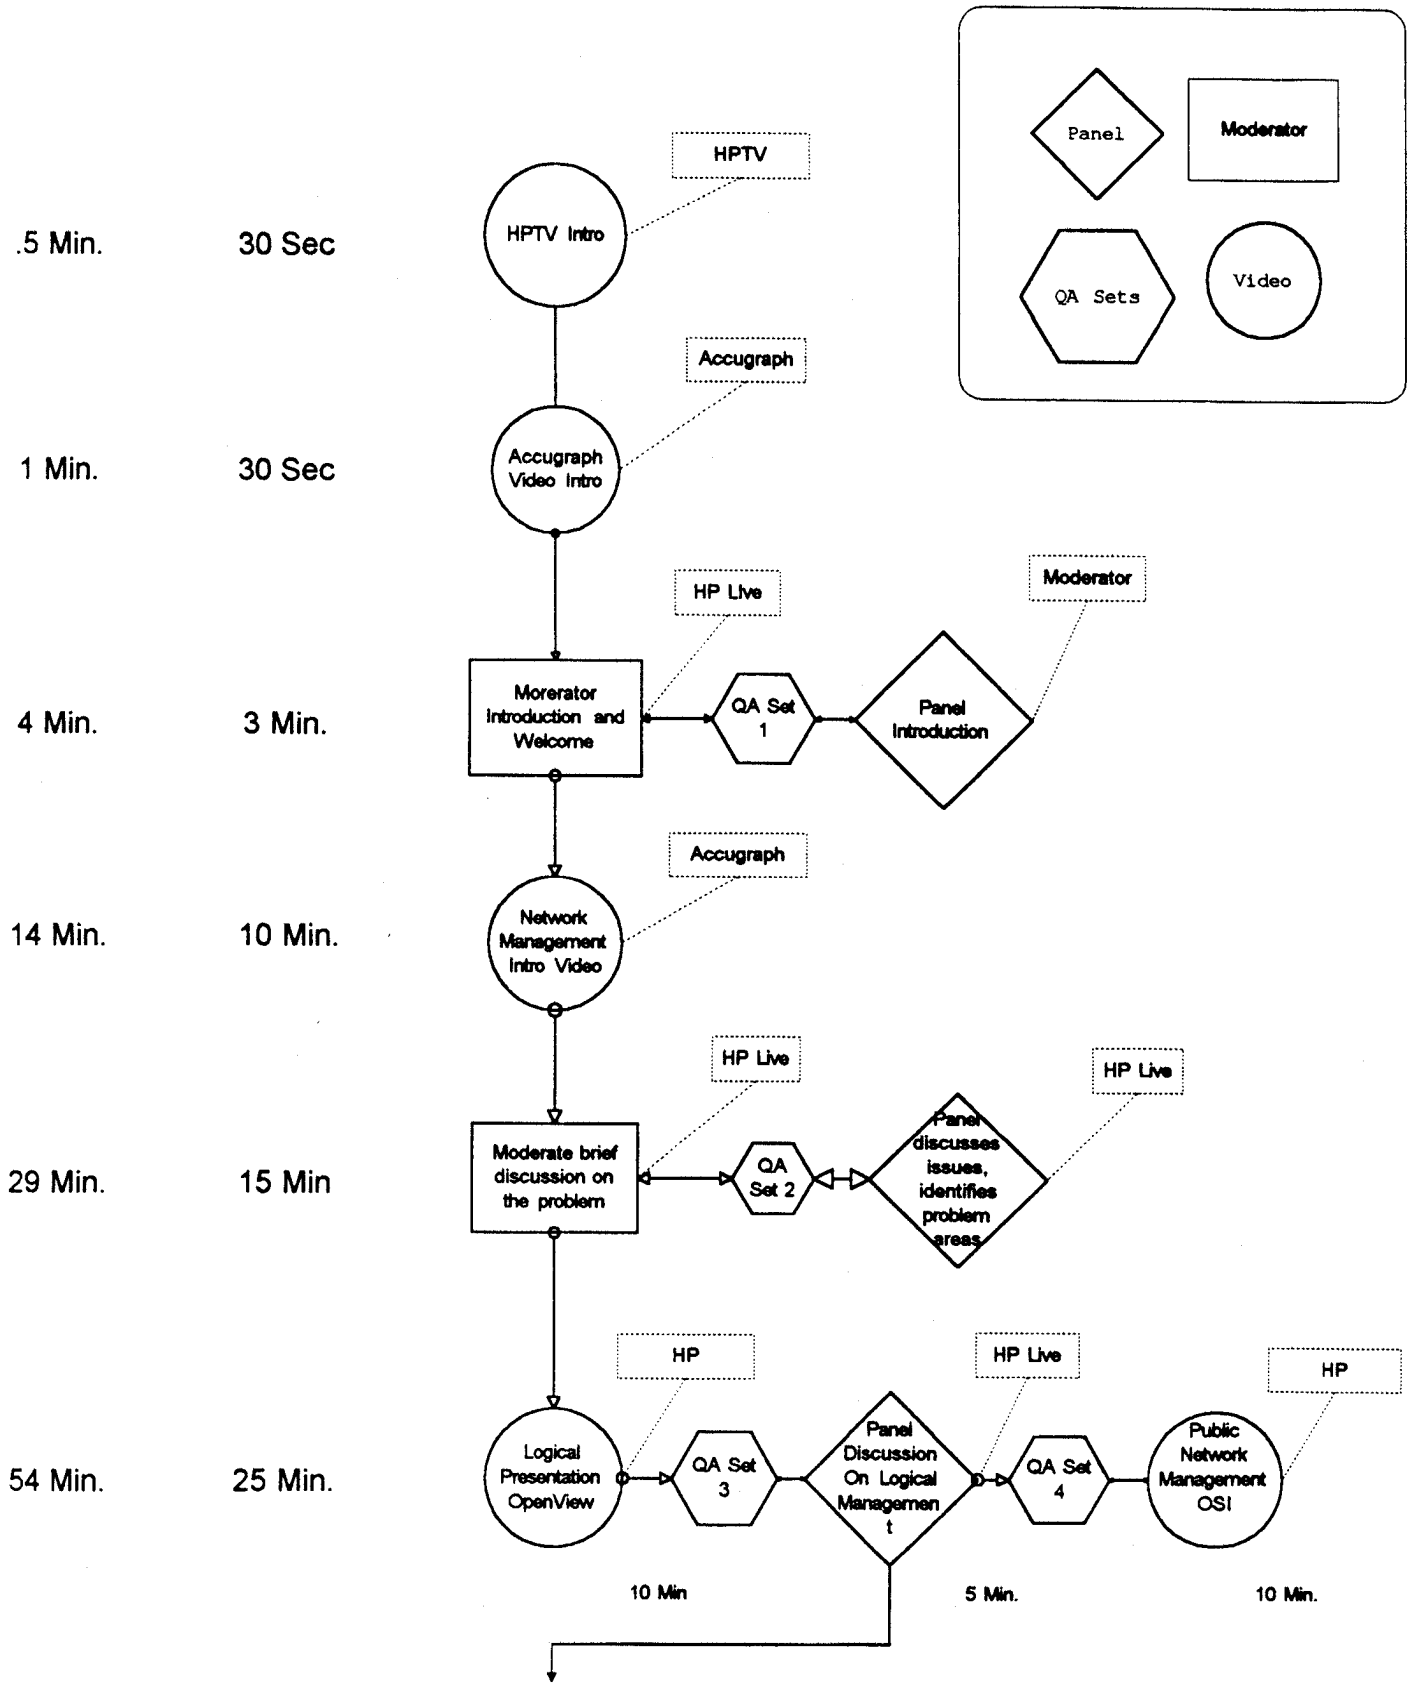 Panel
Moderator
QA Sets
Video
HPTV
.5 Min.
30 Sec
HPTV Intro
Accugraph
1 Min.
30 Sec
Accugraph
Video Intro
HP Live
Moderator
4 Min.
3 Min.
Morerator
Introduction and
Welcome
QA Set
1
Panel
Introduction
Accugraph
14 Min.
10 Min.
Network
Management
Intro Video
HP Live
HP Live
29 Min.
15 Min
Moderate brief
discussion on
the problem
QA
Set 2
Panel
discusses
issues,
identifies
problem
areas
HP
HP Live
HP
54 Min.
25 Min.
Logical
Presentation
OpenView
QA Set
3
Panel
Discussion
On Logical
Managemen
t
QA Set
4
Public
Network
Management
OSI
10 Min
5 Min.
10 Min.